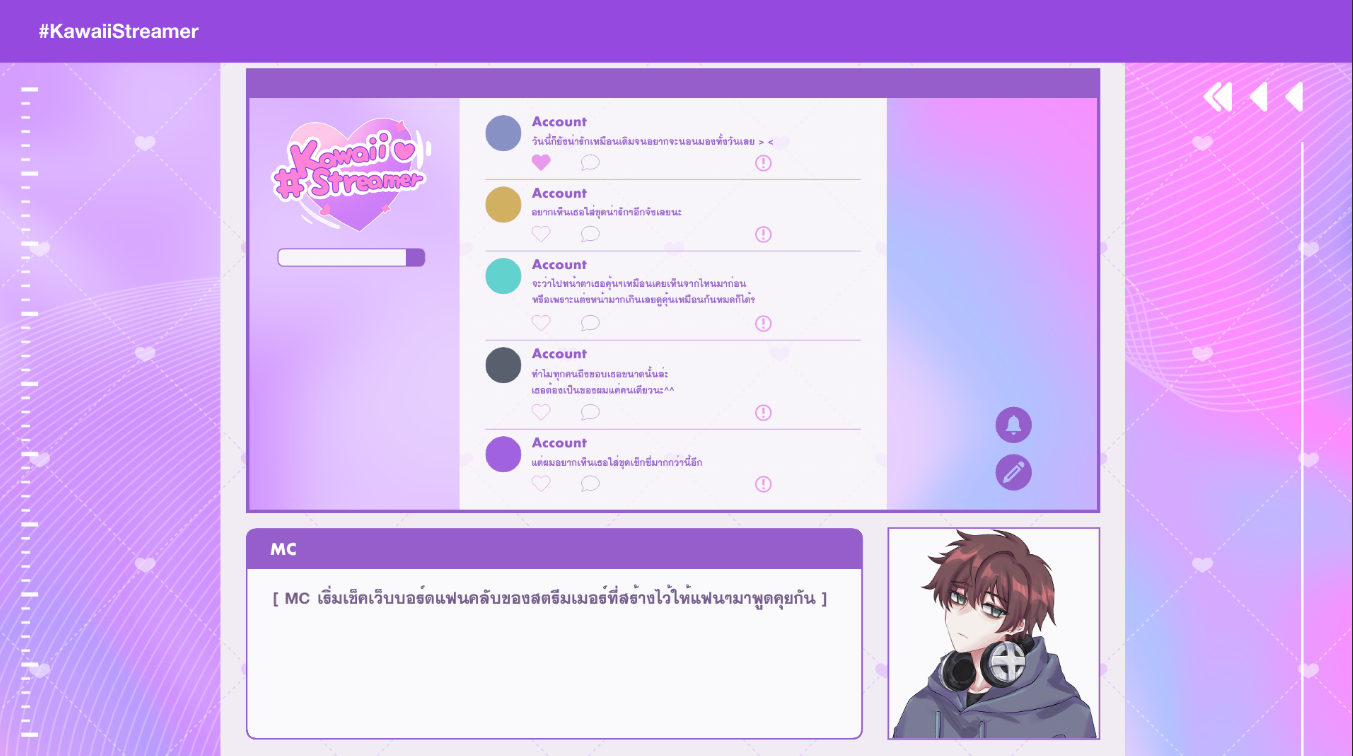 #KawaiiStreamer
Kawaii
#Streamer
Account
วันนี้ก็ยังน่ารักเหมือนเดิมจนอยากจะนอนมองทั้งวันเลย > <
Account
อยากเห็นเธอใส่ชุดน่ารักๆอีกจังเลยนะ
Account
จะว่าไปหน้าตาเธอคุ้นๆเหมือนเคยเห็นจากไหนมาก่อน
หรือเพราะแต่งหน้ามากเกินเลยดูคุ้นเหมือนกันหมดก็ได้ๆ
Account
ทำไมทุกคนถึงชอบเธอขนาดนั้นล่ะ
เธอต้องเป็นของผมแค่คนเดียวนะ^^
Account
แต่ผมอยากเห็นเธอใส่ชุดเซ็กซี่มากกว่านี้อีก
MC
[ MC เริ่มเช็คเว็บบอร์ดแฟนคลับของสตรีมเมอร์ที่สร้างไว้ให้แฟนๆมาพูดคุยกัน ]